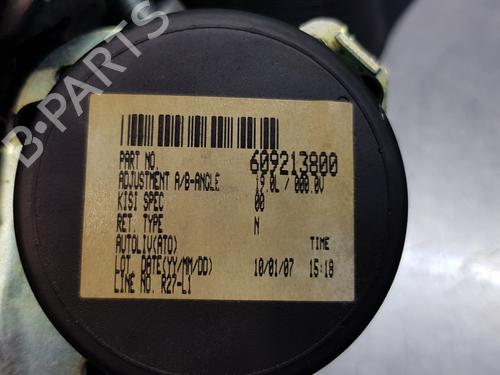 PART NO. 609213800
ADJUSTMENT A/B-ANGLE 19.0L / 000.0V
KISI SPEC 00
RET. TYPE N
AUTOLIV(ATO) TIME
LOT DATE(YY/MM/DD) 10/01/07 15:18
LINE NO. R27-L1
B-PARTS